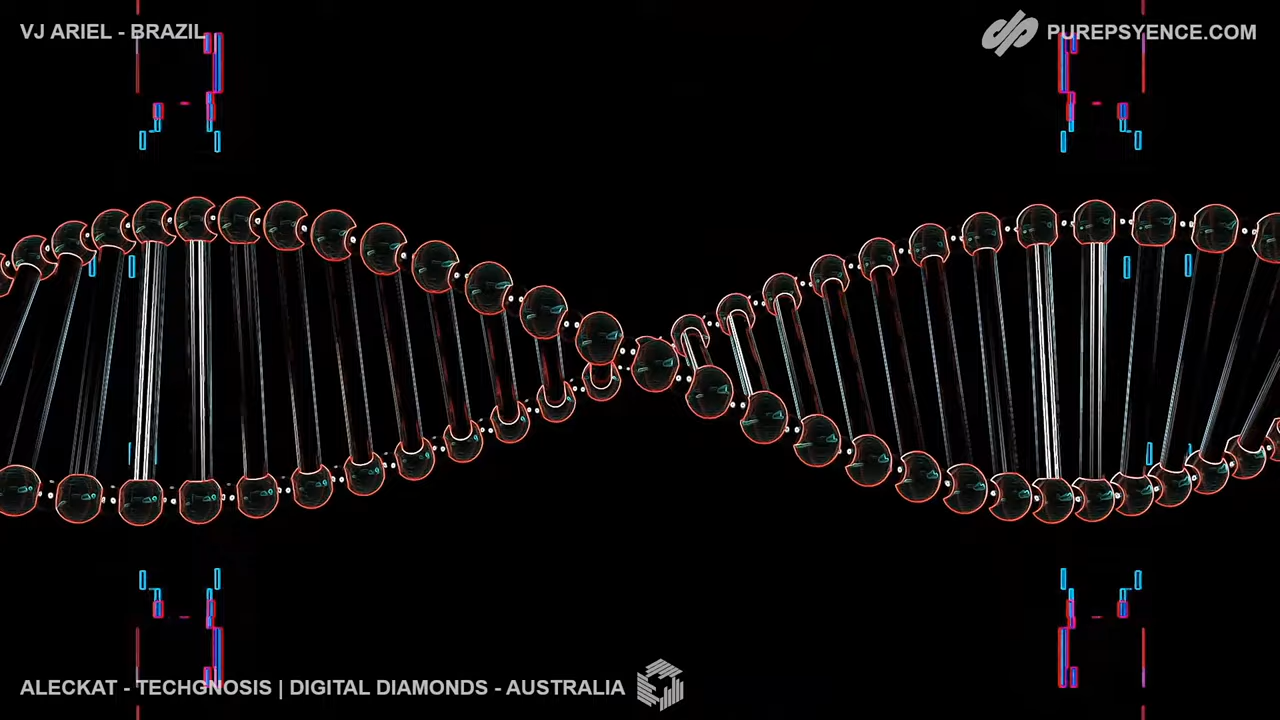 VJ ARIEL - BRAZIL
PUREPSYENCE.COM
ALECKAT - TECHGNOSIS | DIGITAL DIAMONDS - AUSTRALIA